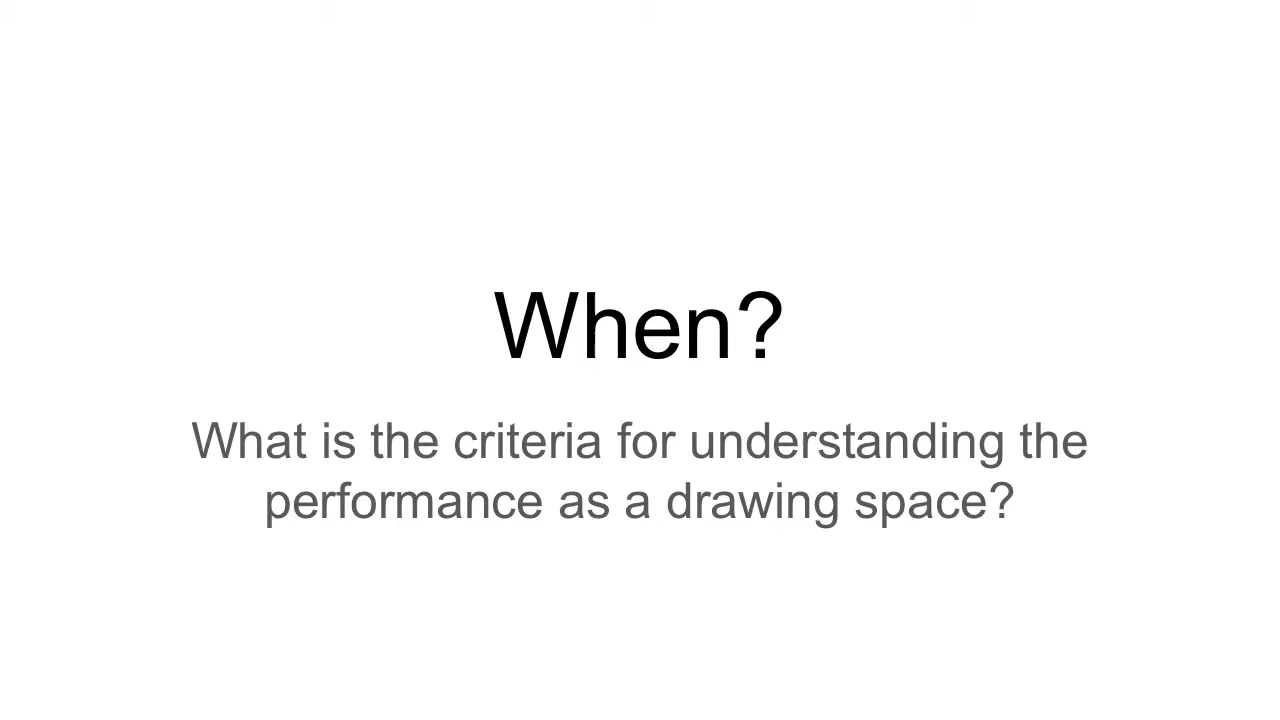 When?
What is the criteria for understanding the
performance as a drawing space?